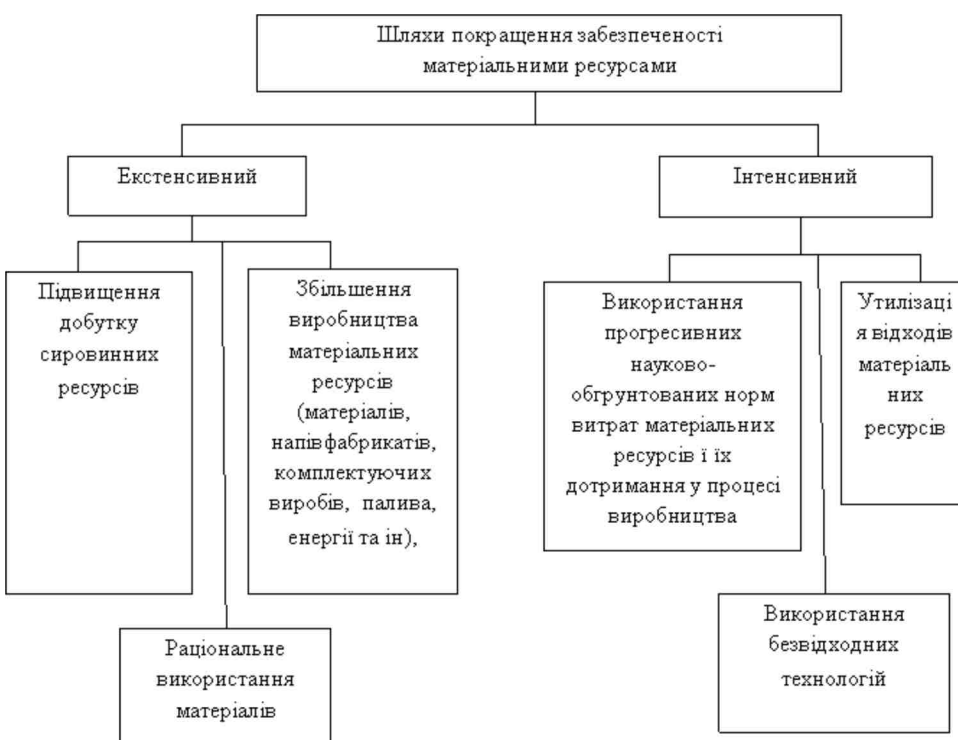 Шляхи покращення забезпеченості
матеріальними ресурсами
Екстенсивний
Інтенсивний
Підвищення
добутку
сировинних
ресурсів
Збільшення
виробництва
матеріальних
ресурсів
(матеріалів,
напівфабрикатів,
комплектуючих
виробів, палива,
енергії та ін),
Використання
прогресивних
науково-
обгрунтованих норм
витрат матеріальних
ресурсів ї їх
дотримання у процесі
виробництва
Утилізаці
я відходів
матеріаль
них
ресурсів
Раціональне
використання
матеріалів
Використання
безвідходних
технологій